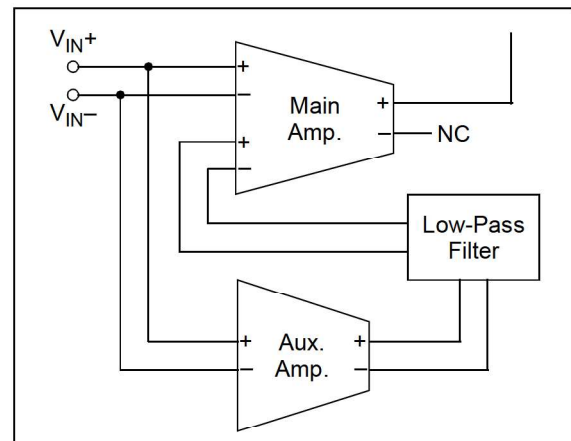 VIN+
VIN–
+
–
+
–
Main
Amp.
+
–
NC
Low-Pass
Filter
+
–
Aux.
Amp.
+
–